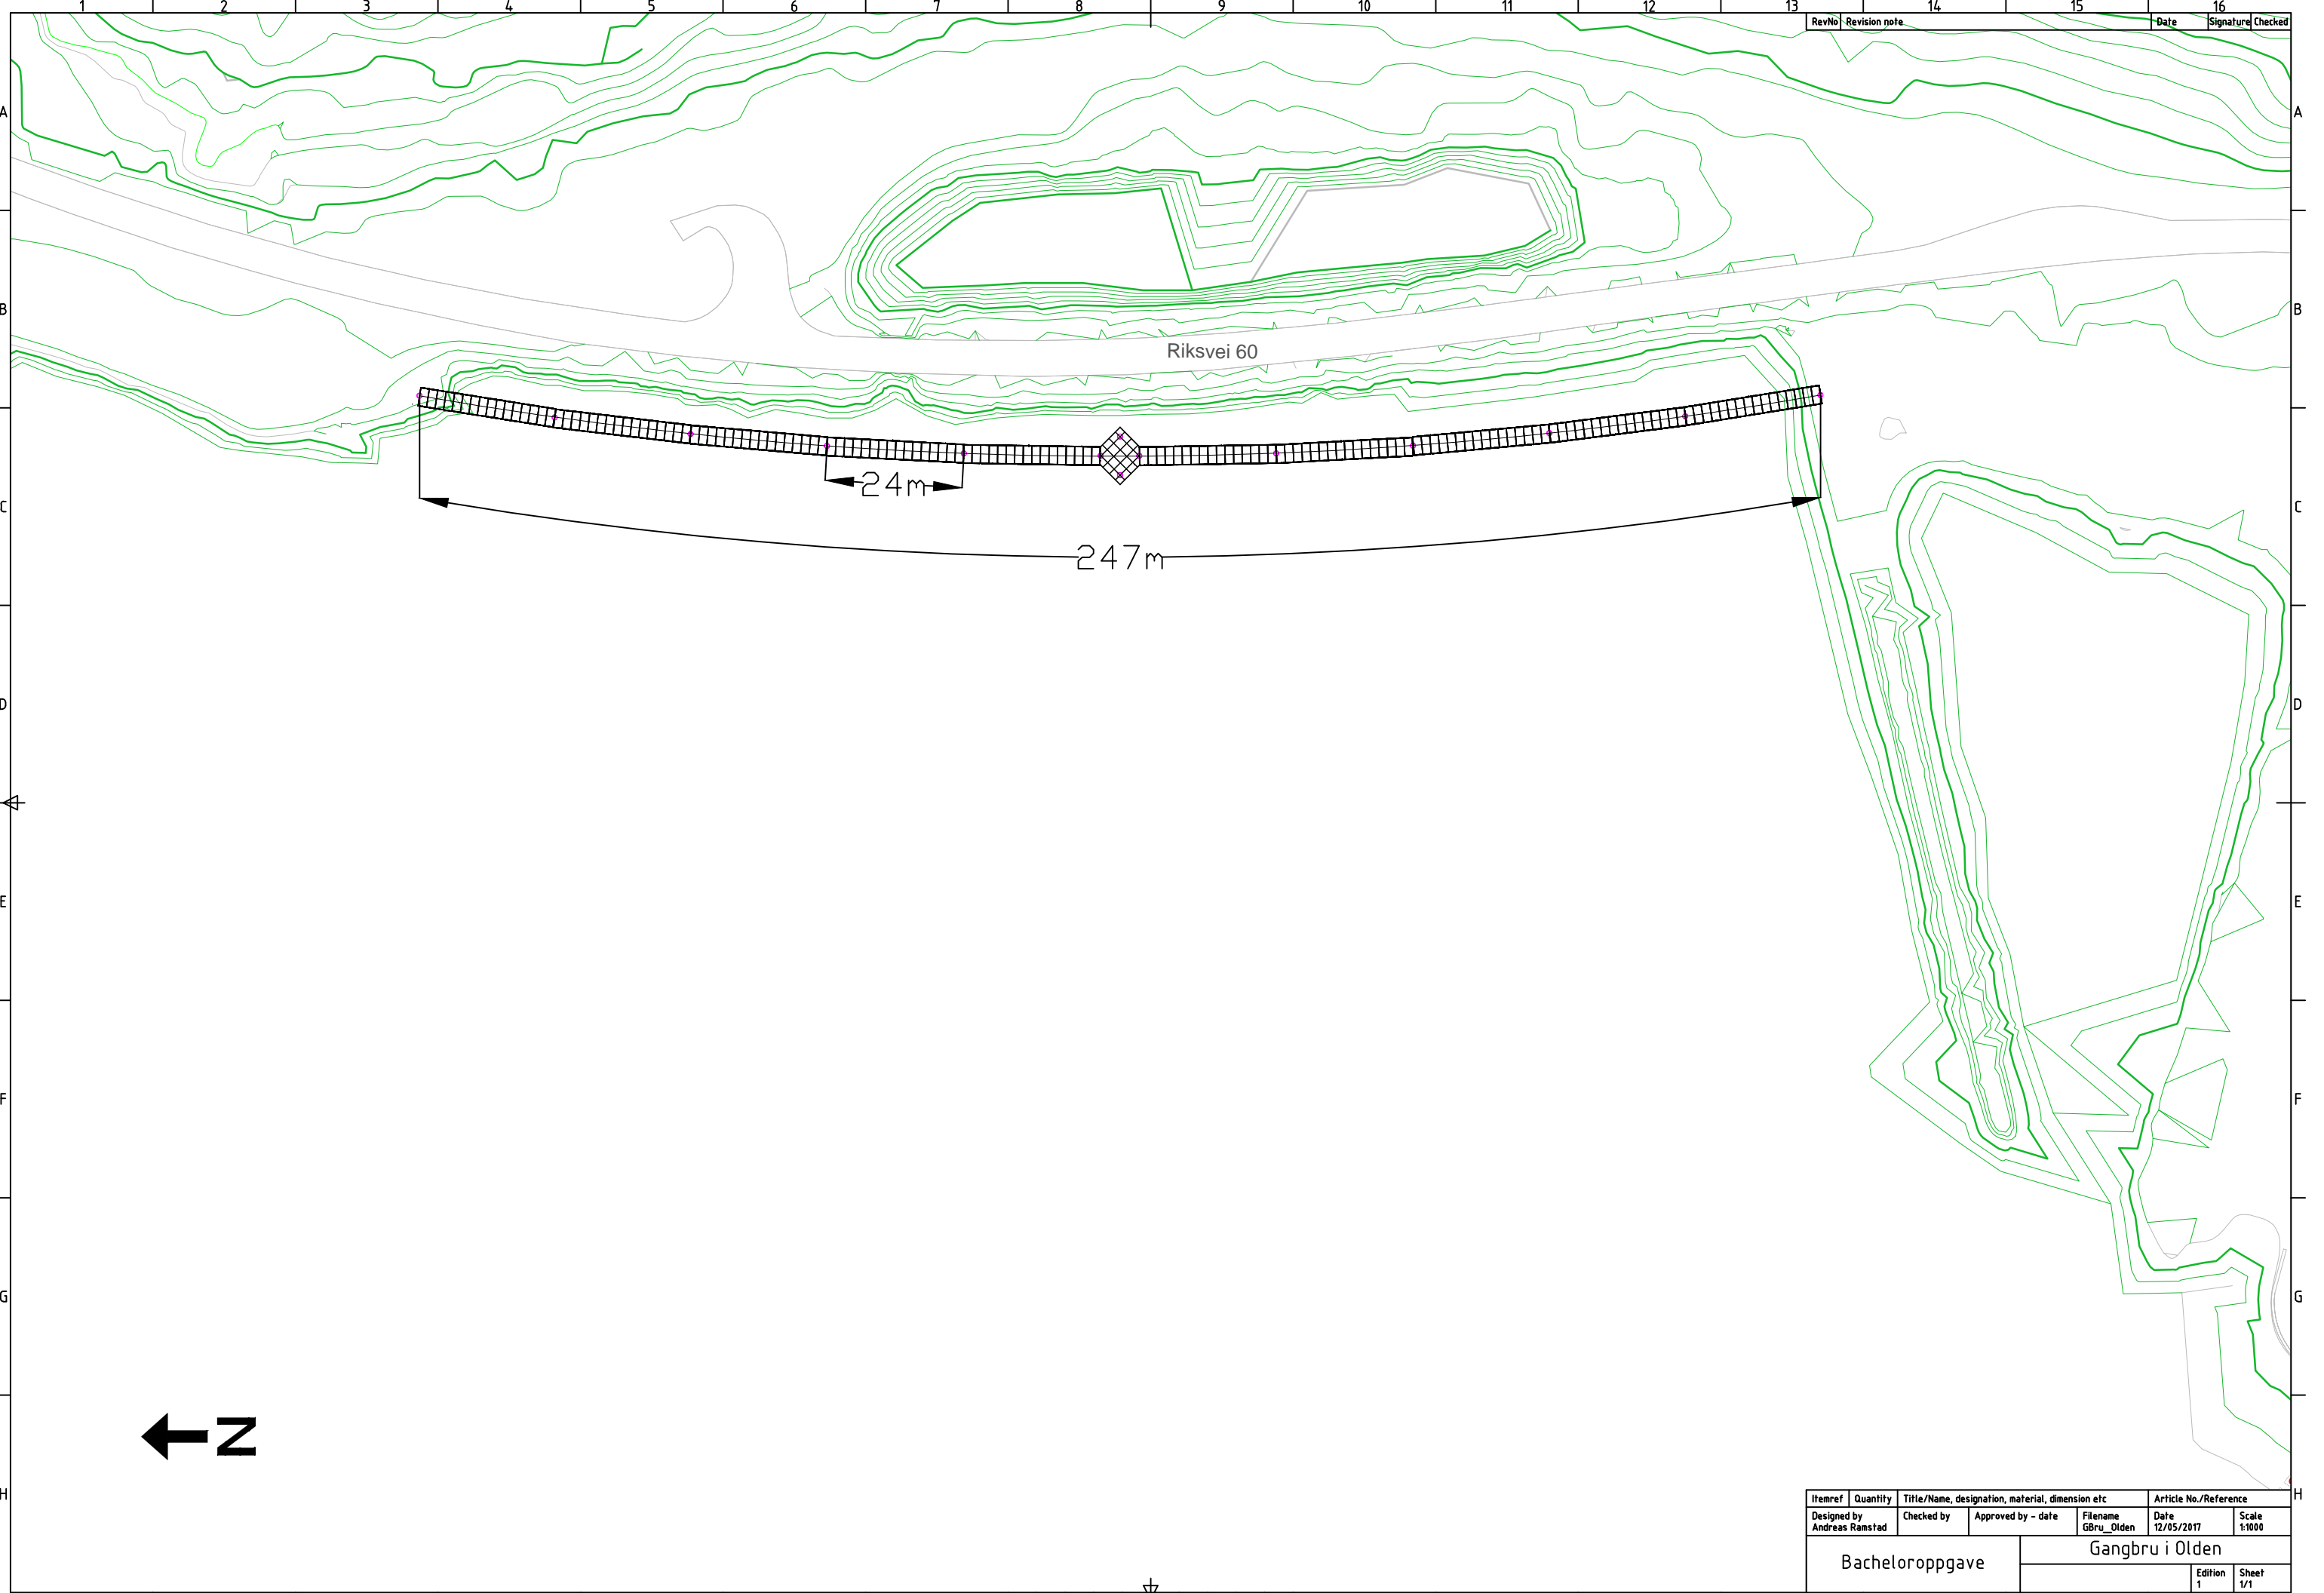 1 2 3 4 5 6 7 8 9 10 11 12 13 14 15 16
RevNo Revision note Date Signature Checked
A A
B B
Riksvei 60
24m
C C
247m
D D
E E
F F
G G
N
H H
Itemref Quantity Title/Name, designation, material, dimension etc Article No./Reference
Designed by Checked by Approved by - date Filename Date Scale
Andreas Ramstad GBru_Olden 12/05/2017 1:1000
Bacheloroppgave
Gangbru i Olden
Edition Sheet
1 1/1